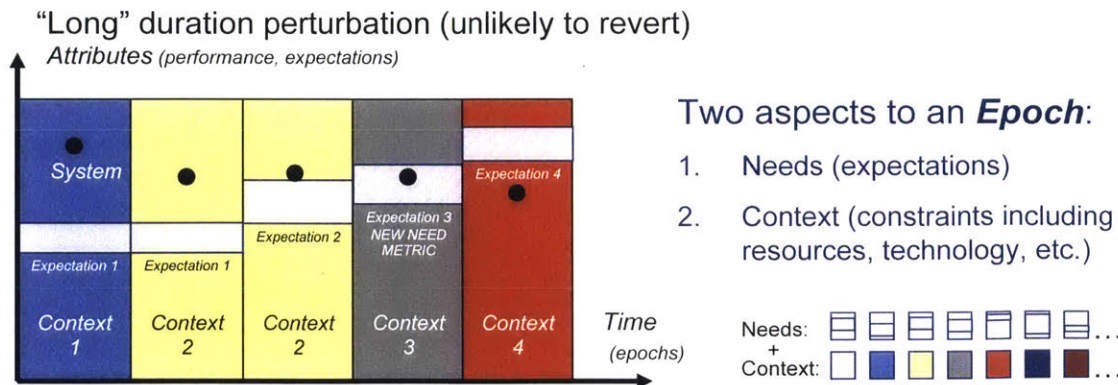 “Long” duration perturbation (unlikely to revert)
Attributes (performance, expectations)
System
Expectation 1
Context
1
Expectation 1
Context
2
Expectation 2
Context
2
Expectation 3
NEW NEED
METRIC
Context
3
Expectation 4
Context
4
Time
(epochs)
Two aspects to an Epoch:
1. Needs (expectations)
2. Context (constraints including
resources, technology, etc.)
Needs:
...
+
Context:
...